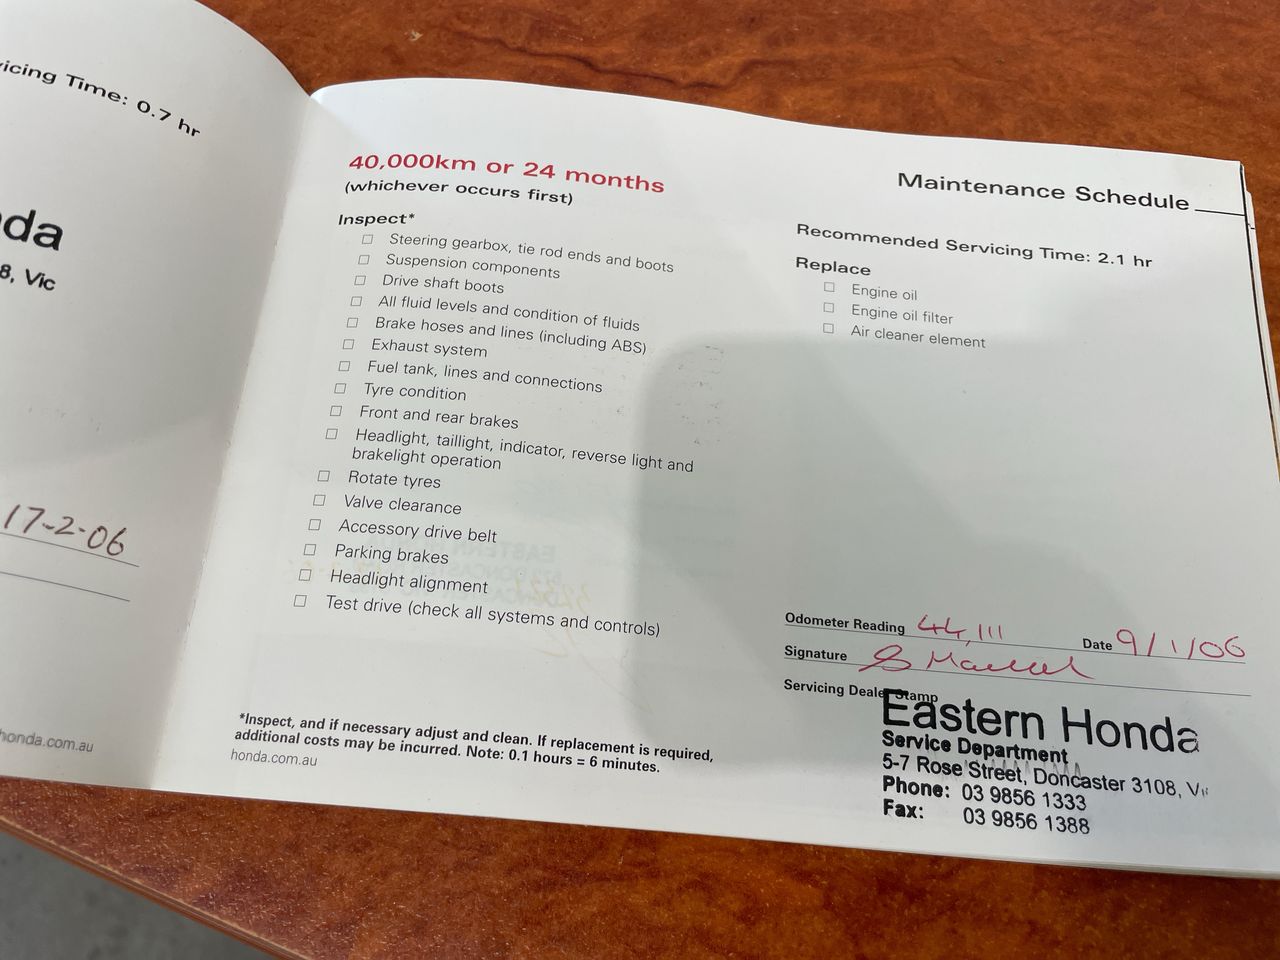 icing Time: 0.7 hr
nda
8, Vic
17-2-06
honda.com.au
Maintenance Schedule
40,000km or 24 months
(whichever occurs first)
Inspect*
Steering gearbox, tie rod ends and boots
Suspension components
Drive shaft boots
All fluid levels and condition of fluids
Brake hoses and lines (including ABS)
Exhaust system
Fuel tank, lines and connections
Tyre condition
Front and rear brakes
Headlight, taillight, indicator, reverse light and
brakelight operation
Rotate tyres
Valve clearance
Accessory drive belt
Parking brakes
Headlight alignment
Test drive (check all systems and controls)
*Inspect, and if necessary adjust and clean. If replacement is required,
additional costs may be incurred. Note: 0.1 hours = 6 minutes.
honda.com.au
Recommended Servicing Time: 2.1 hr
Replace
Engine oil
Engine oil filter
Air cleaner element
Odometer Reading 44,111 Date 9/1/06
Signature
Servicing Dealer Stamp
Eastern Honda
Service Department
5-7 Rose Street, Doncaster 3108, Vic
Phone: 03 9856 1333
Fax: 03 9856 1388